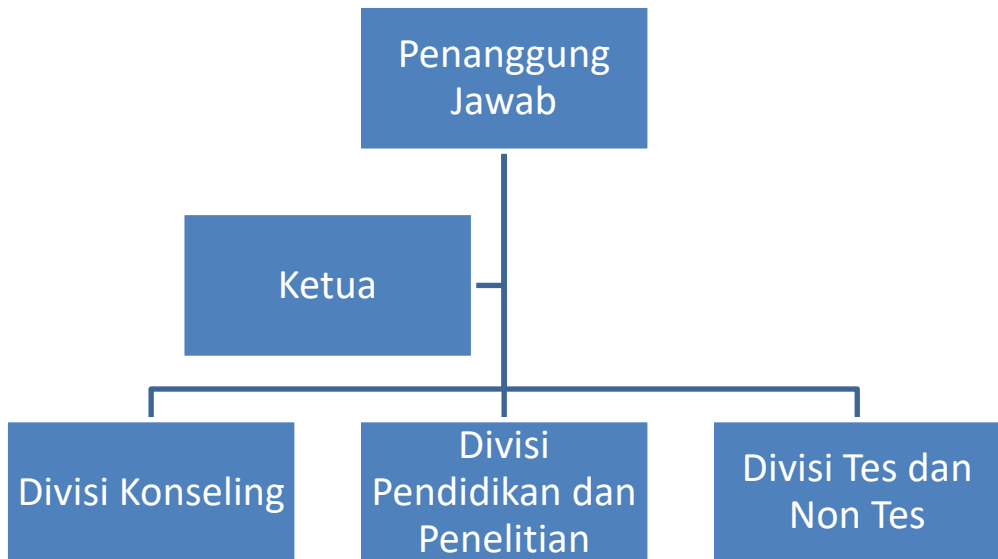 Penanggung
Jawab
Ketua
Divisi Konseling
Divisi
Pendidikan dan
Penelitian
Divisi Tes dan
Non Tes